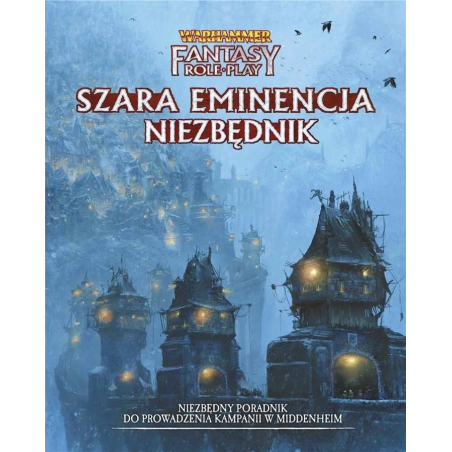 WARHAMMER
FANTASY
ROLE-PLAY
SZARA EMINENCJA
NIEZBĘDNIK
NIEZBĘDNY PORADNIK
DO PROWADZENIA KAMPANII W MIDDENHEIM